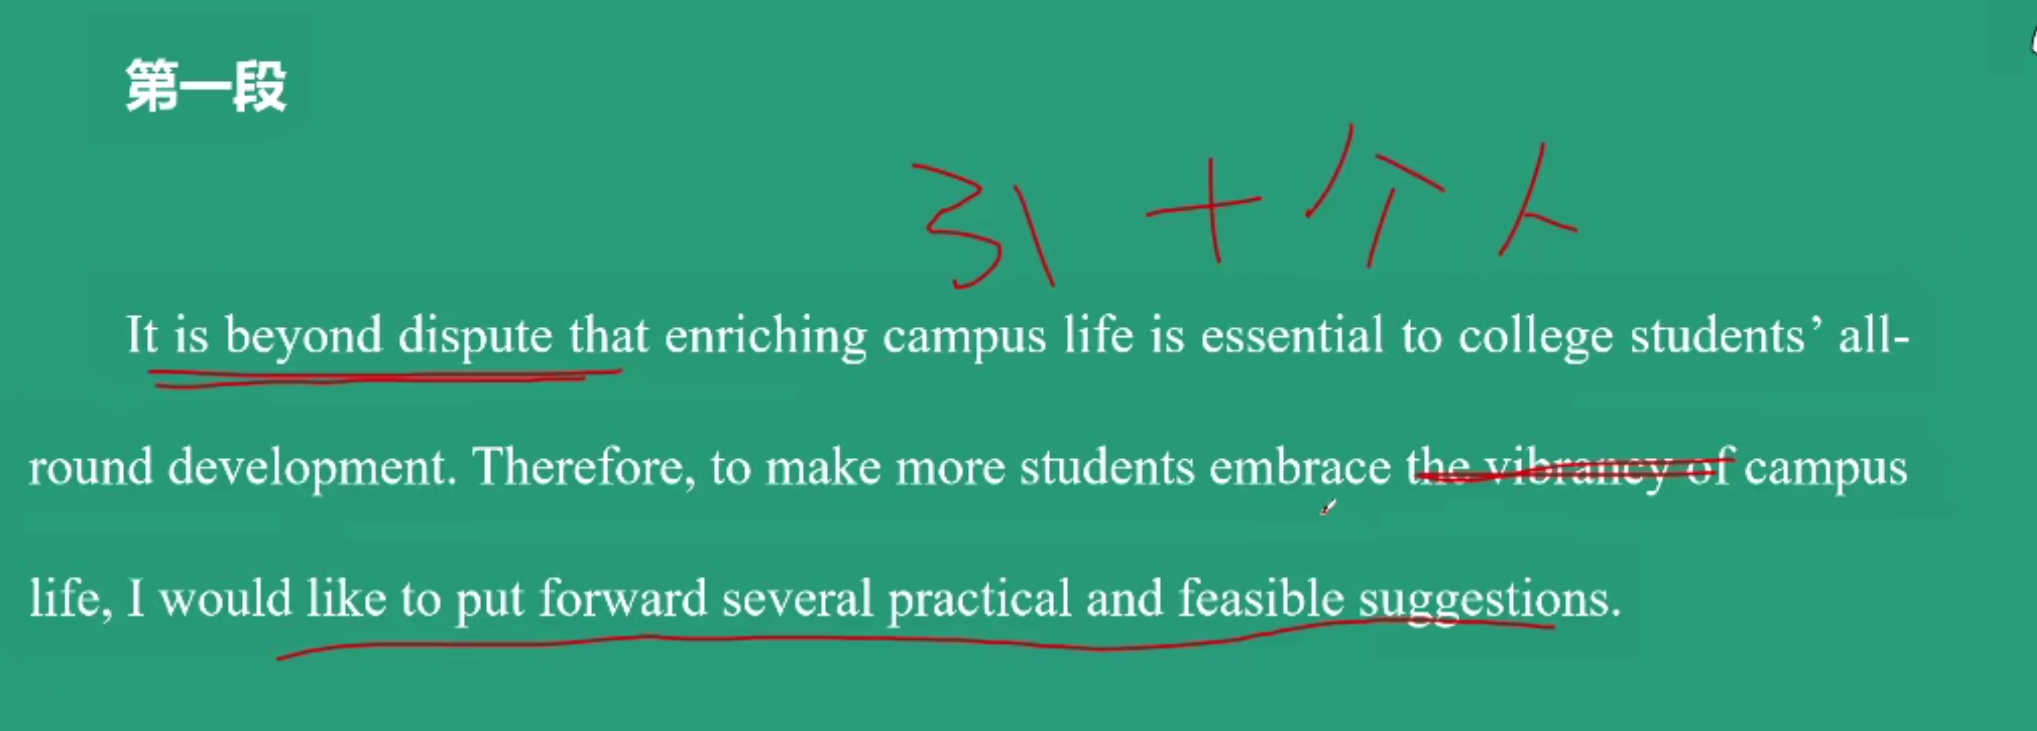 第一段
31 + 个人
It is beyond dispute that enriching campus life is essential to college students’ all-
round development. Therefore, to make more students embrace the vibrancy of campus
life, I would like to put forward several practical and feasible suggestions.